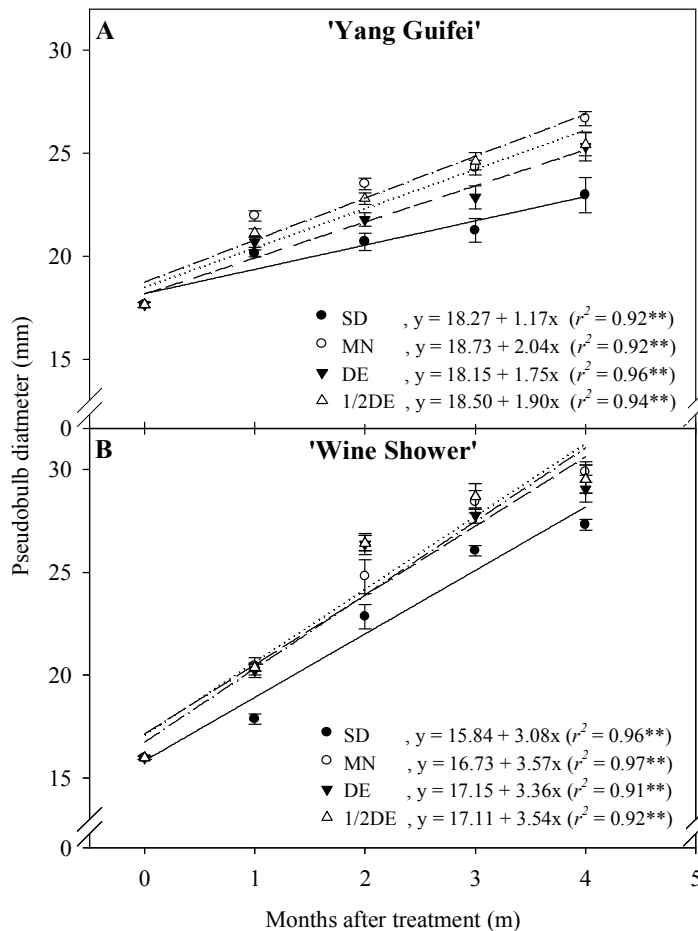 A 'Yang Guifei'
30
25
20
15
0
SD , y = 18.27 + 1.17x (r² = 0.92**)
MN , y = 18.73 + 2.04x (r² = 0.92**)
DE , y = 18.15 + 1.75x (r² = 0.96**)
1/2DE , y = 18.50 + 1.90x (r² = 0.94**)
Pseudobulb diatmeter (mm)
B 'Wine Shower'
30
25
20
15
0
SD , y = 15.84 + 3.08x (r² = 0.96**)
MN , y = 16.73 + 3.57x (r² = 0.97**)
DE , y = 17.15 + 3.36x (r² = 0.91**)
1/2DE , y = 17.11 + 3.54x (r² = 0.92**)
0 1 2 3 4 5
Months after treatment (m)